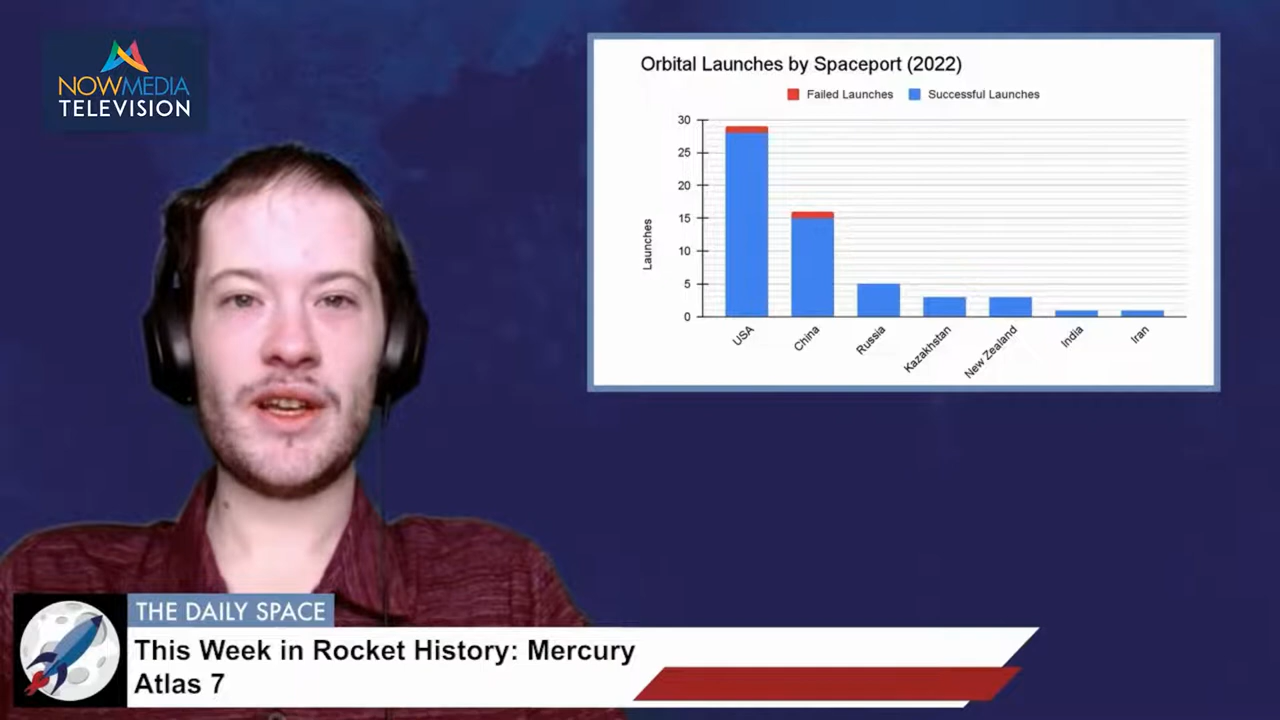 NOWMEDIA
TELEVISION
Orbital Launches by Spaceport (2022)
Failed Launches Successful Launches
Launches
30
25
20
15
10
5
0
USA China Russia Kazakhstan New Zealand India Iran
THE DAILY SPACE
This Week in Rocket History: Mercury
Atlas 7